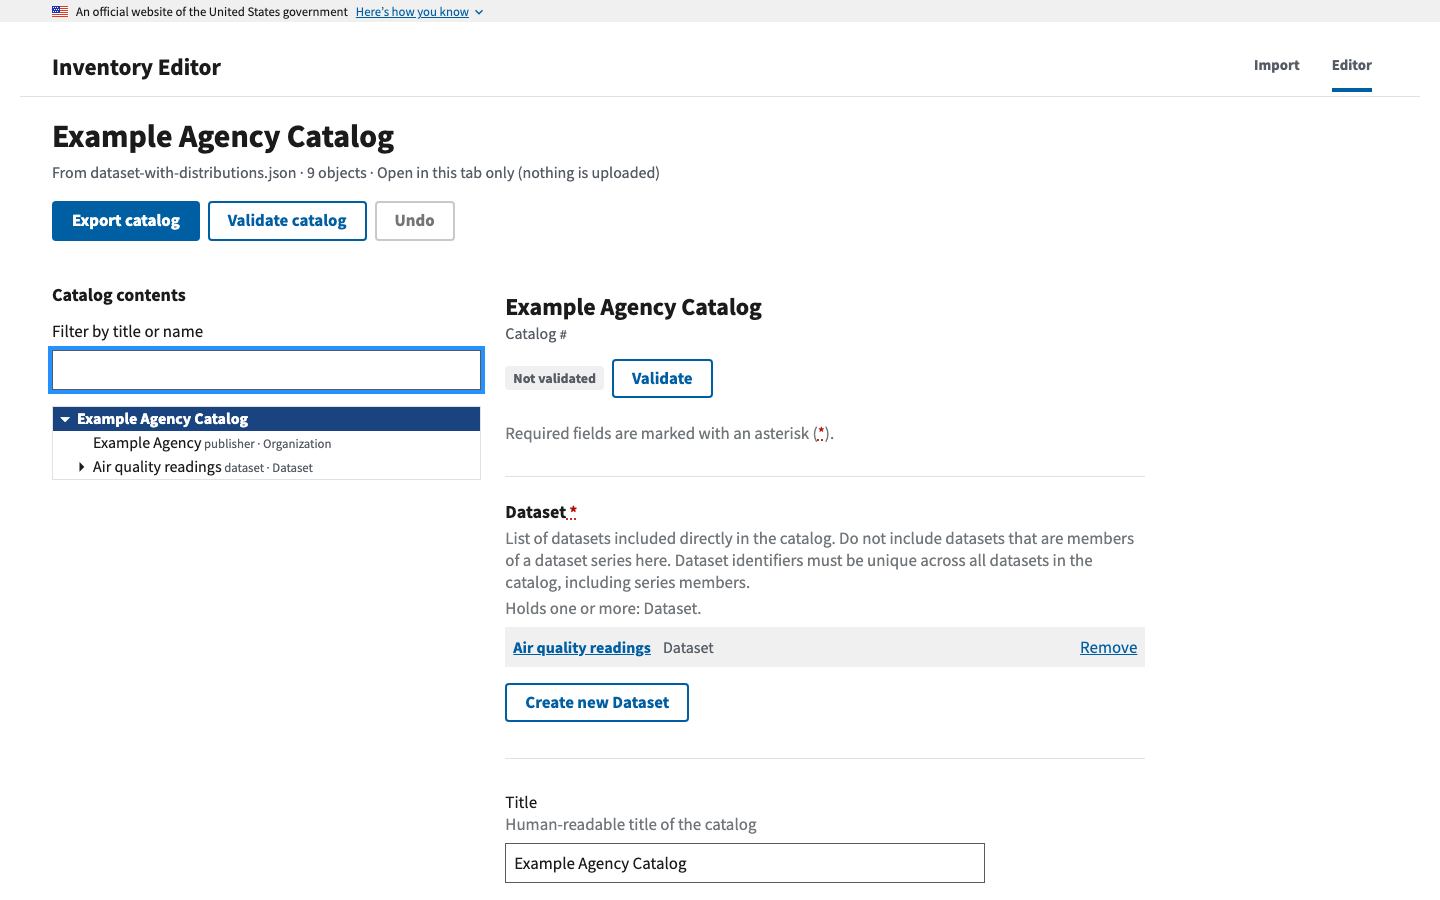 An official website of the United States government Here’s how you know
Inventory Editor
Import Editor
Example Agency Catalog
From dataset-with-distributions.json · 9 objects · Open in this tab only (nothing is uploaded)
Export catalog Validate catalog Undo
Catalog contents
Filter by title or name
Example Agency Catalog
Example Agency publisher · Organization
Air quality readings dataset · Dataset
Example Agency Catalog
Catalog #
Not validated Validate
Required fields are marked with an asterisk (*).
Dataset *
List of datasets included directly in the catalog. Do not include datasets that are members
of a dataset series here. Dataset identifiers must be unique across all datasets in the
catalog, including series members.
Holds one or more: Dataset.
Air quality readings Dataset Remove
Create new Dataset
Title
Human-readable title of the catalog
Example Agency Catalog